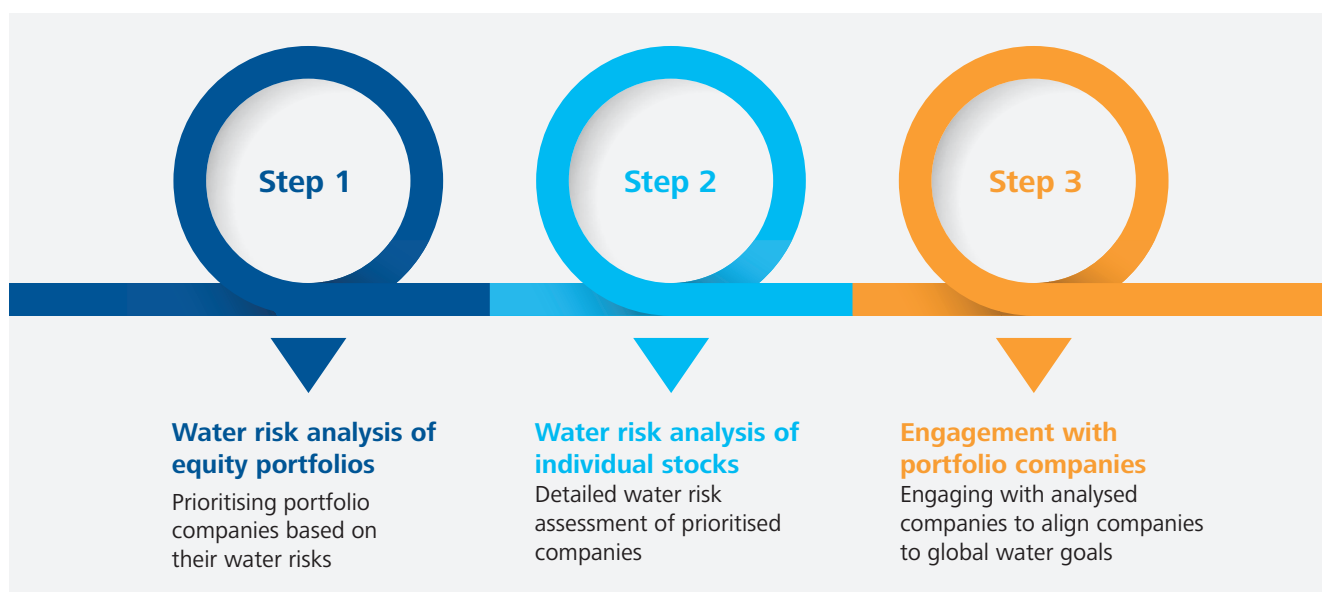 Step 1
Step 2
Step 3
Water risk analysis of
equity portfolios
Prioritising portfolio
companies based on
their water risks
Water risk analysis of
individual stocks
Detailed water risk
assessment of prioritised
companies
Engagement with
portfolio companies
Engaging with analysed
companies to align companies
to global water goals